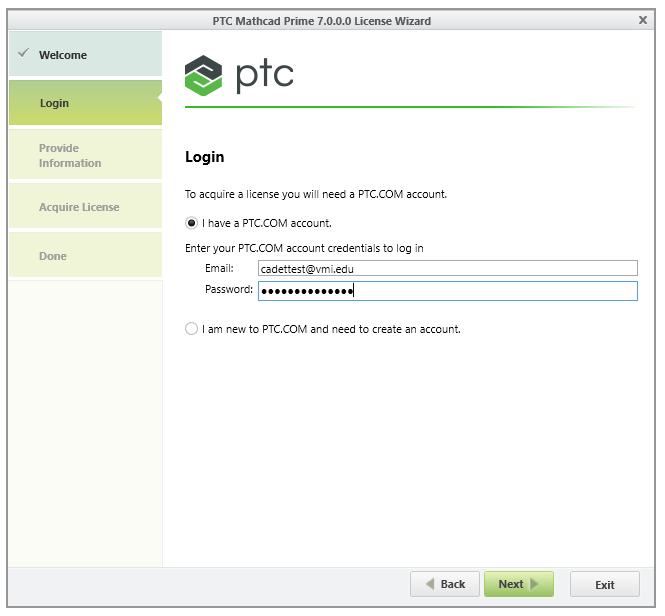 PTC Mathcad Prime 7.0.0.0 License Wizard
Welcome
Login
Provide
Information
Acquire License
Done
ptc
Login
To acquire a license you will need a PTC.COM account.
I have a PTC.COM account.
Enter your PTC.COM account credentials to log in
Email: cadettest@vmi.edu
Password: ●●●●●●●●●●●●●●
I am new to PTC.COM and need to create an account.
Back Next Exit